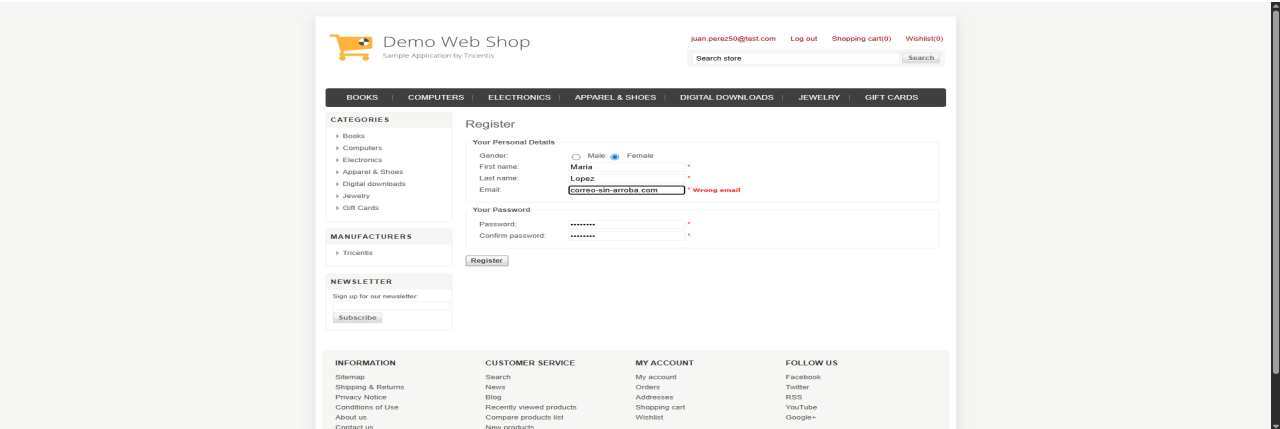 Demo Web Shop
Sample Application by Tricentis
juan.perez50@test.com Log out Shopping cart(0) Wishlist(0)
Search store Search
BOOKS | COMPUTERS | ELECTRONICS | APPAREL & SHOES | DIGITAL DOWNLOADS | JEWELRY | GIFT CARDS
CATEGORIES
Books
Computers
Electronics
Apparel & Shoes
Digital downloads
Jewelry
Gift Cards
MANUFACTURERS
Tricentis
NEWSLETTER
Sign up for our newsletter:
Subscribe
Register
Your Personal Details
Gender: Male Female
First name: Maria *
Last name: Lopez *
Email: correo-sin-arroba.com * Wrong email
Your Password
Password: •••••••• *
Confirm password: •••••••• *
Register
INFORMATION
Sitemap
Shipping & Returns
Privacy Notice
Conditions of Use
About us
Contact us
CUSTOMER SERVICE
Search
News
Blog
Recently viewed products
Compare products list
New products
MY ACCOUNT
My account
Orders
Addresses
Shopping cart
Wishlist
FOLLOW US
Facebook
Twitter
RSS
YouTube
Google+